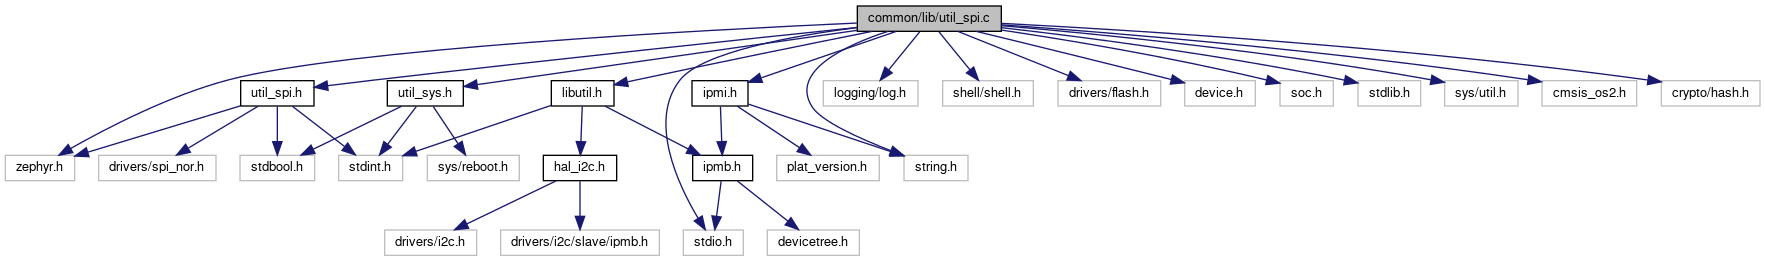 common/lib/util_spi.c
util_spi.h
util_sys.h
libutil.h
ipmi.h
logging/log.h
shell/shell.h
drivers/flash.h
device.h
soc.h
stdlib.h
sys/util.h
cmsis_os2.h
crypto/hash.h
zephyr.h
drivers/spi_nor.h
stdbool.h
stdint.h
sys/reboot.h
hal_i2c.h
ipmb.h
plat_version.h
string.h
drivers/i2c.h
drivers/i2c/slave/ipmb.h
stdio.h
devicetree.h